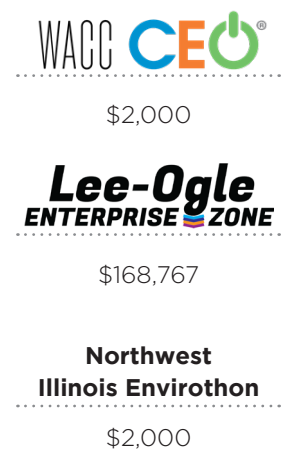 WACC CEO®
$2,000
Lee-Ogle
ENTERPRISE ZONE
$168,767
Northwest
Illinois Envirothon
$2,000